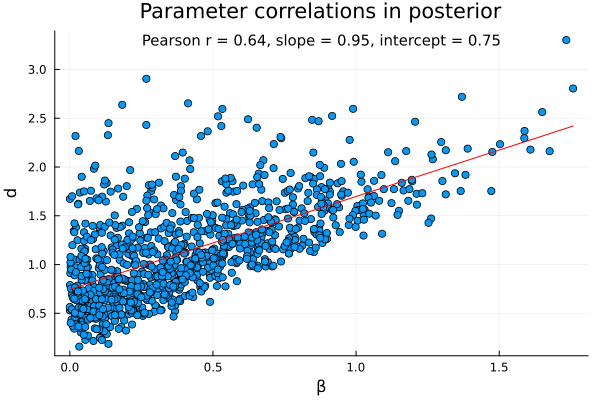 Parameter correlations in posterior
Pearson r = 0.64, slope = 0.95, intercept = 0.75
3.0
2.5
2.0
1.5
1.0
0.5
d
0.0 0.5 1.0 1.5
β